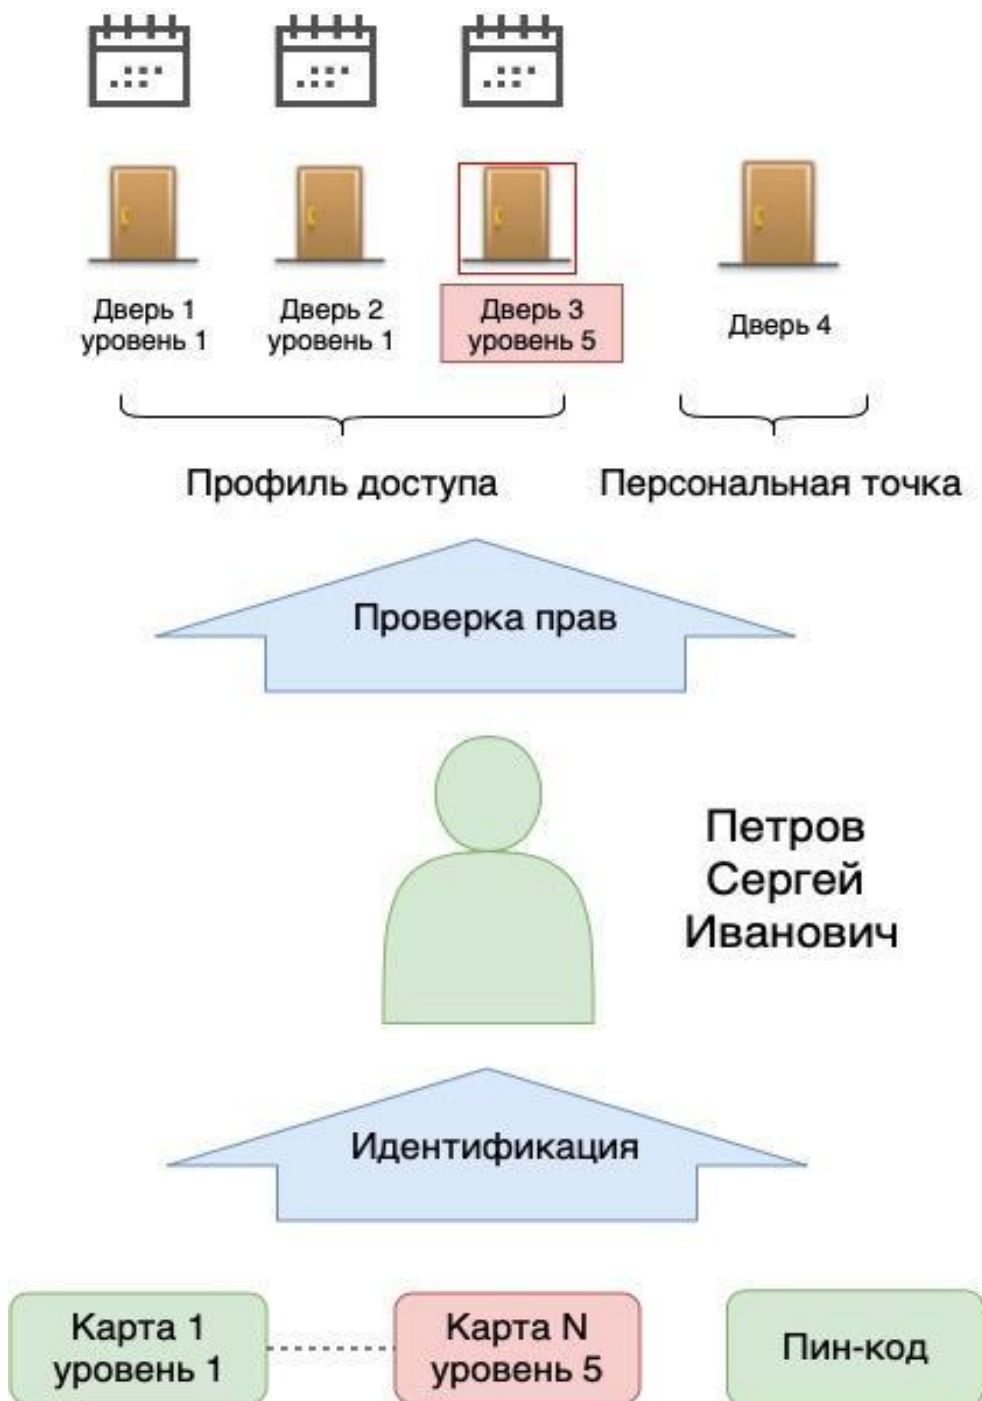 Дверь 1
уровень 1
Дверь 2
уровень 1
Дверь 3
уровень 5
Дверь 4
Профиль доступа
Персональная точка
Проверка прав
Петров
Сергей
Иванович
Идентификация
Карта 1
уровень 1
Карта N
уровень 5
Пин-код